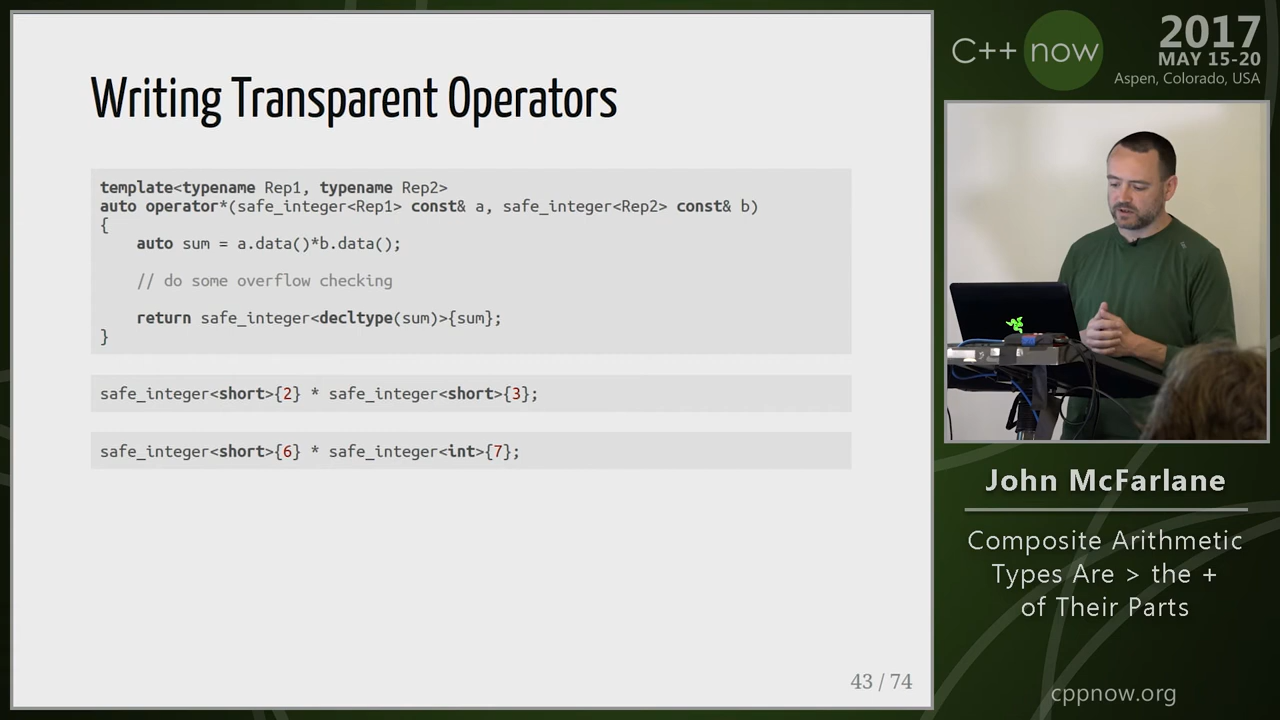 Writing Transparent Operators
template<typename Rep1, typename Rep2>
auto operator*(safe_integer<Rep1> const& a, safe_integer<Rep2> const& b)
{
    auto sum = a.data()*b.data();
    // do some overflow checking
    return safe_integer<decltype(sum)>{sum};
}
safe_integer<short>{2} * safe_integer<short>{3};
safe_integer<short>{6} * safe_integer<int>{7};
43 / 74
C++ now
2017
MAY 15-20
Aspen, Colorado, USA
John McFarlane
Composite Arithmetic
Types Are > the +
of Their Parts
cppnow.org